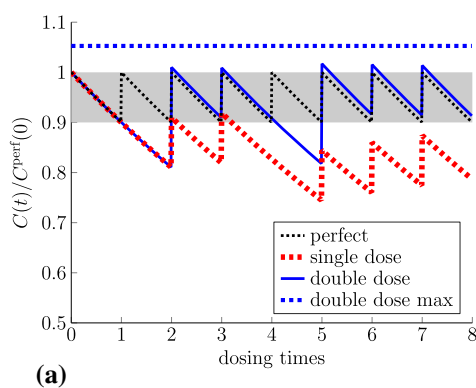 1.1
1
0.9
0.8
0.7
0.6
0.5
C(t)/C^perf(0)
perfect
single dose
double dose
double dose max
0 1 2 3 4 5 6 7 8
dosing times
(a)